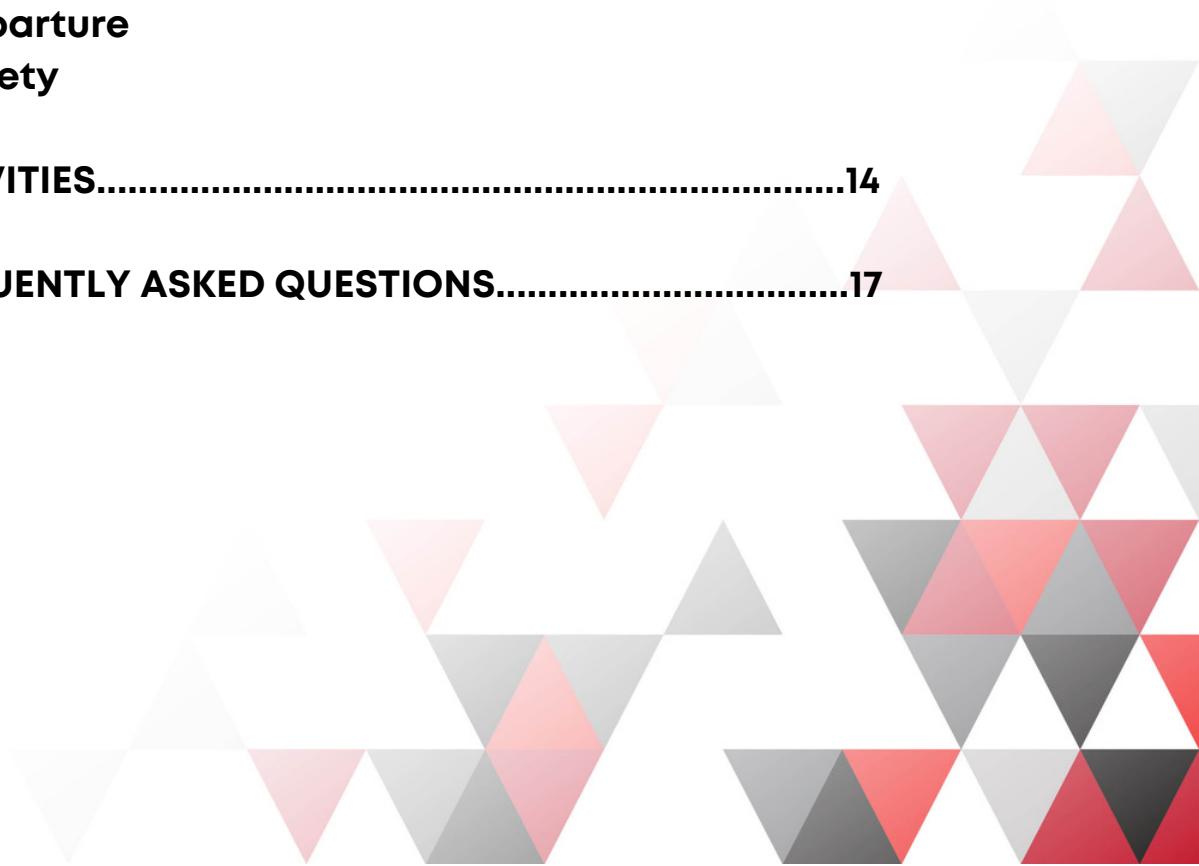 parture
ety
VITIES..........................................................................14
UENTLY ASKED QUESTIONS..................................17